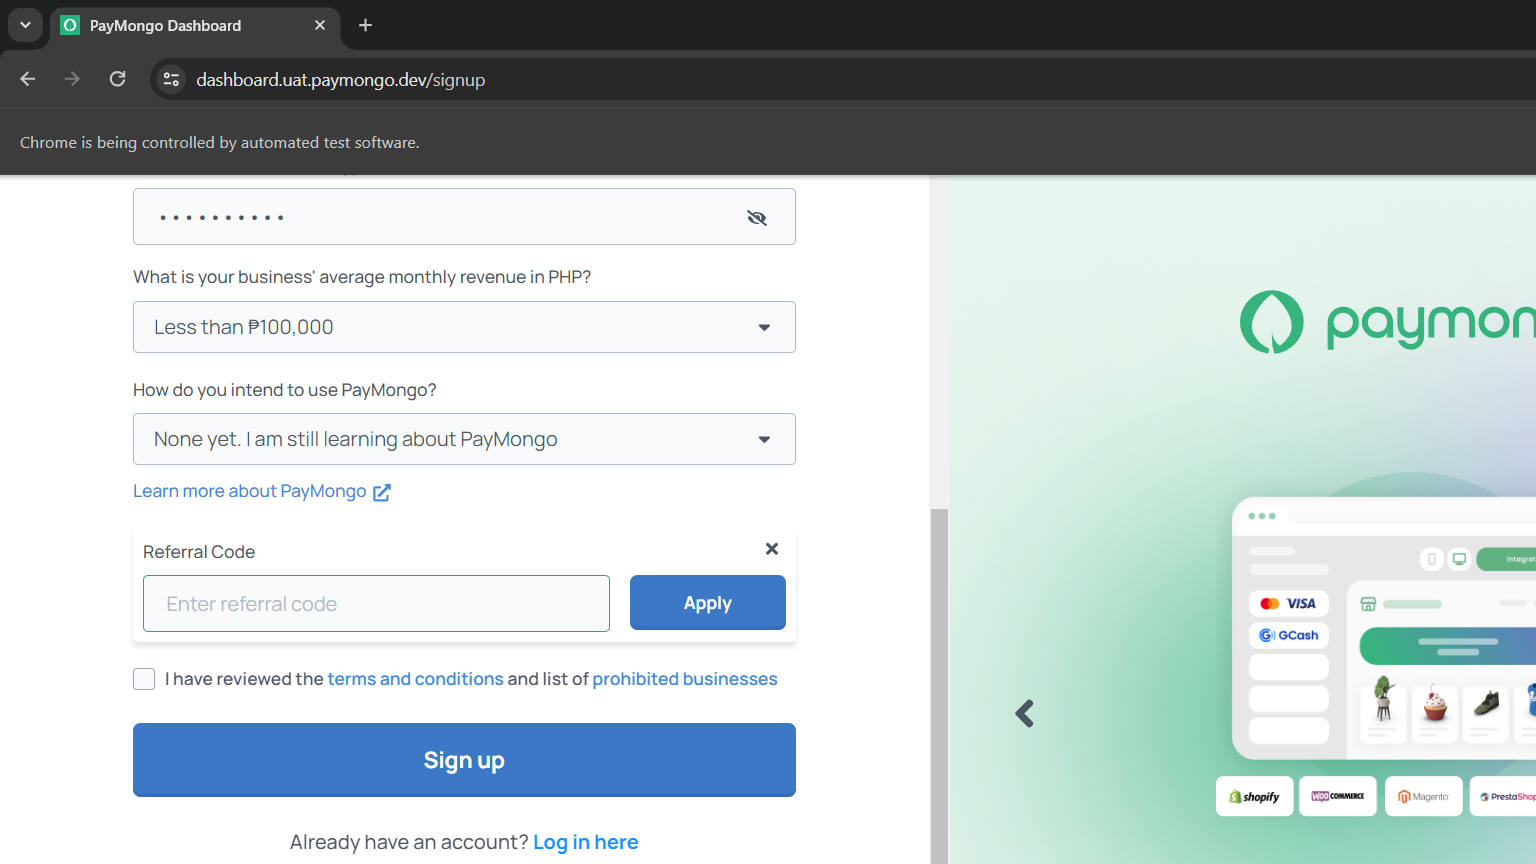 PayMongo Dashboard
dashboard.uat.paymongo.dev/signup
Chrome is being controlled by automated test software.
What is your business' average monthly revenue in PHP?
Less than ₱100,000
How do you intend to use PayMongo?
None yet. I am still learning about PayMongo
Learn more about PayMongo
Referral Code
Enter referral code
Apply
I have reviewed the terms and conditions and list of prohibited businesses
Sign up
Already have an account? Log in here
paymon
Integrat
VISA
GCash
shopify
WOO COMMERCE
Magento
PrestaShop